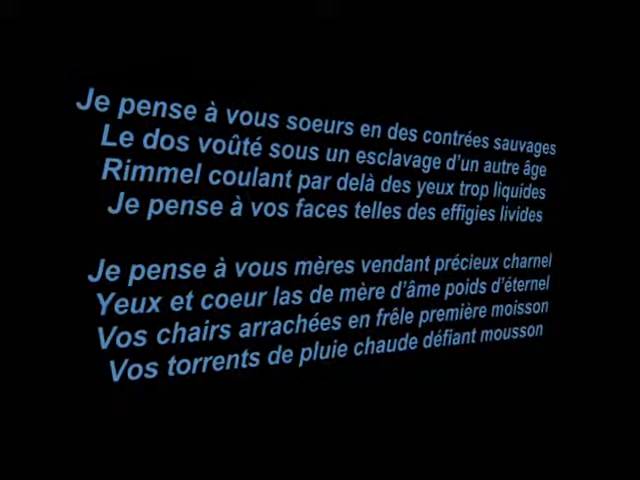 Je pense à vous soeurs en des contrées sauvages
Le dos voûté sous un esclavage d'un autre âge
Rimmel coulant par delà des yeux trop liquides
Je pense à vos faces telles des effigies livides
Je pense à vous mères vendant précieux charnel
Yeux et coeur las de mère d'âme poids d'éternel
Vos chairs arrachées en frêle première moisson
Vos torrents de pluie chaude défiant mousson